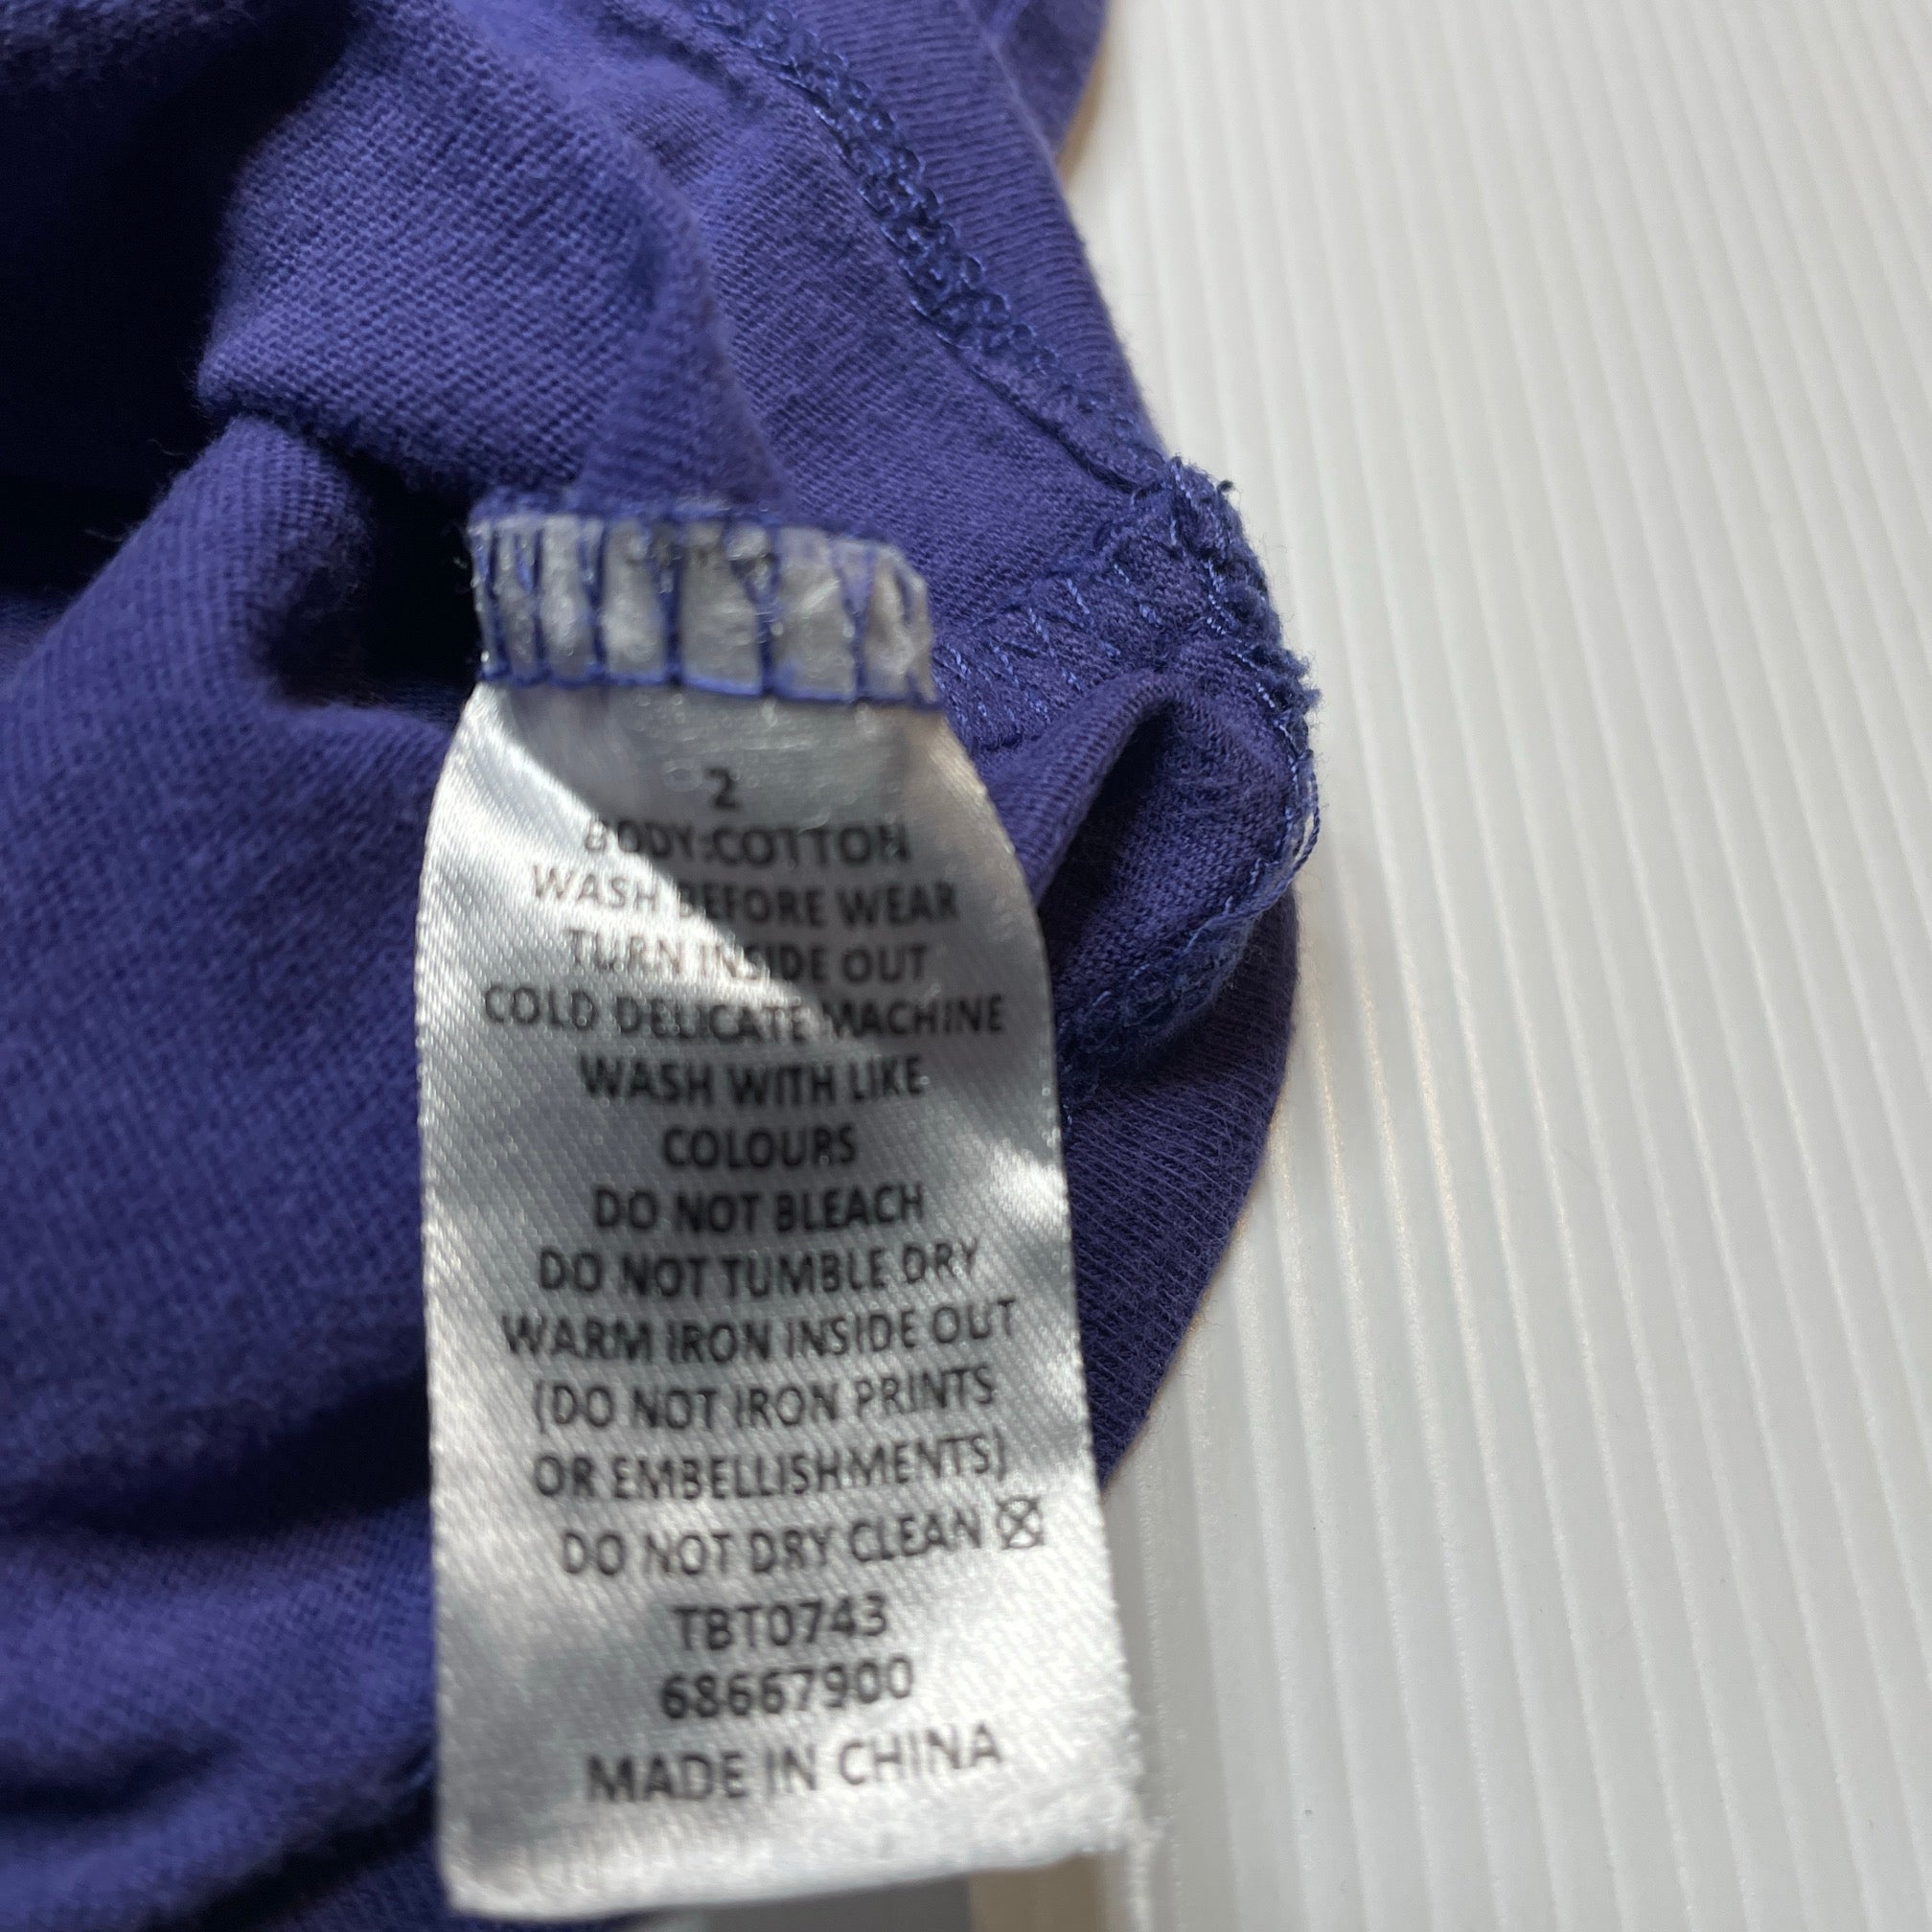 2
BODY:COTTON
WASH BEFORE WEAR
TURN INSIDE OUT
COLD DELICATE MACHINE
WASH WITH LIKE
COLOURS
DO NOT BLEACH
DO NOT TUMBLE DRY
WARM IRON INSIDE OUT
(DO NOT IRON PRINTS
OR EMBELLISHMENTS)
DO NOT DRY CLEAN
TBT0743
68667900
MADE IN CHINA